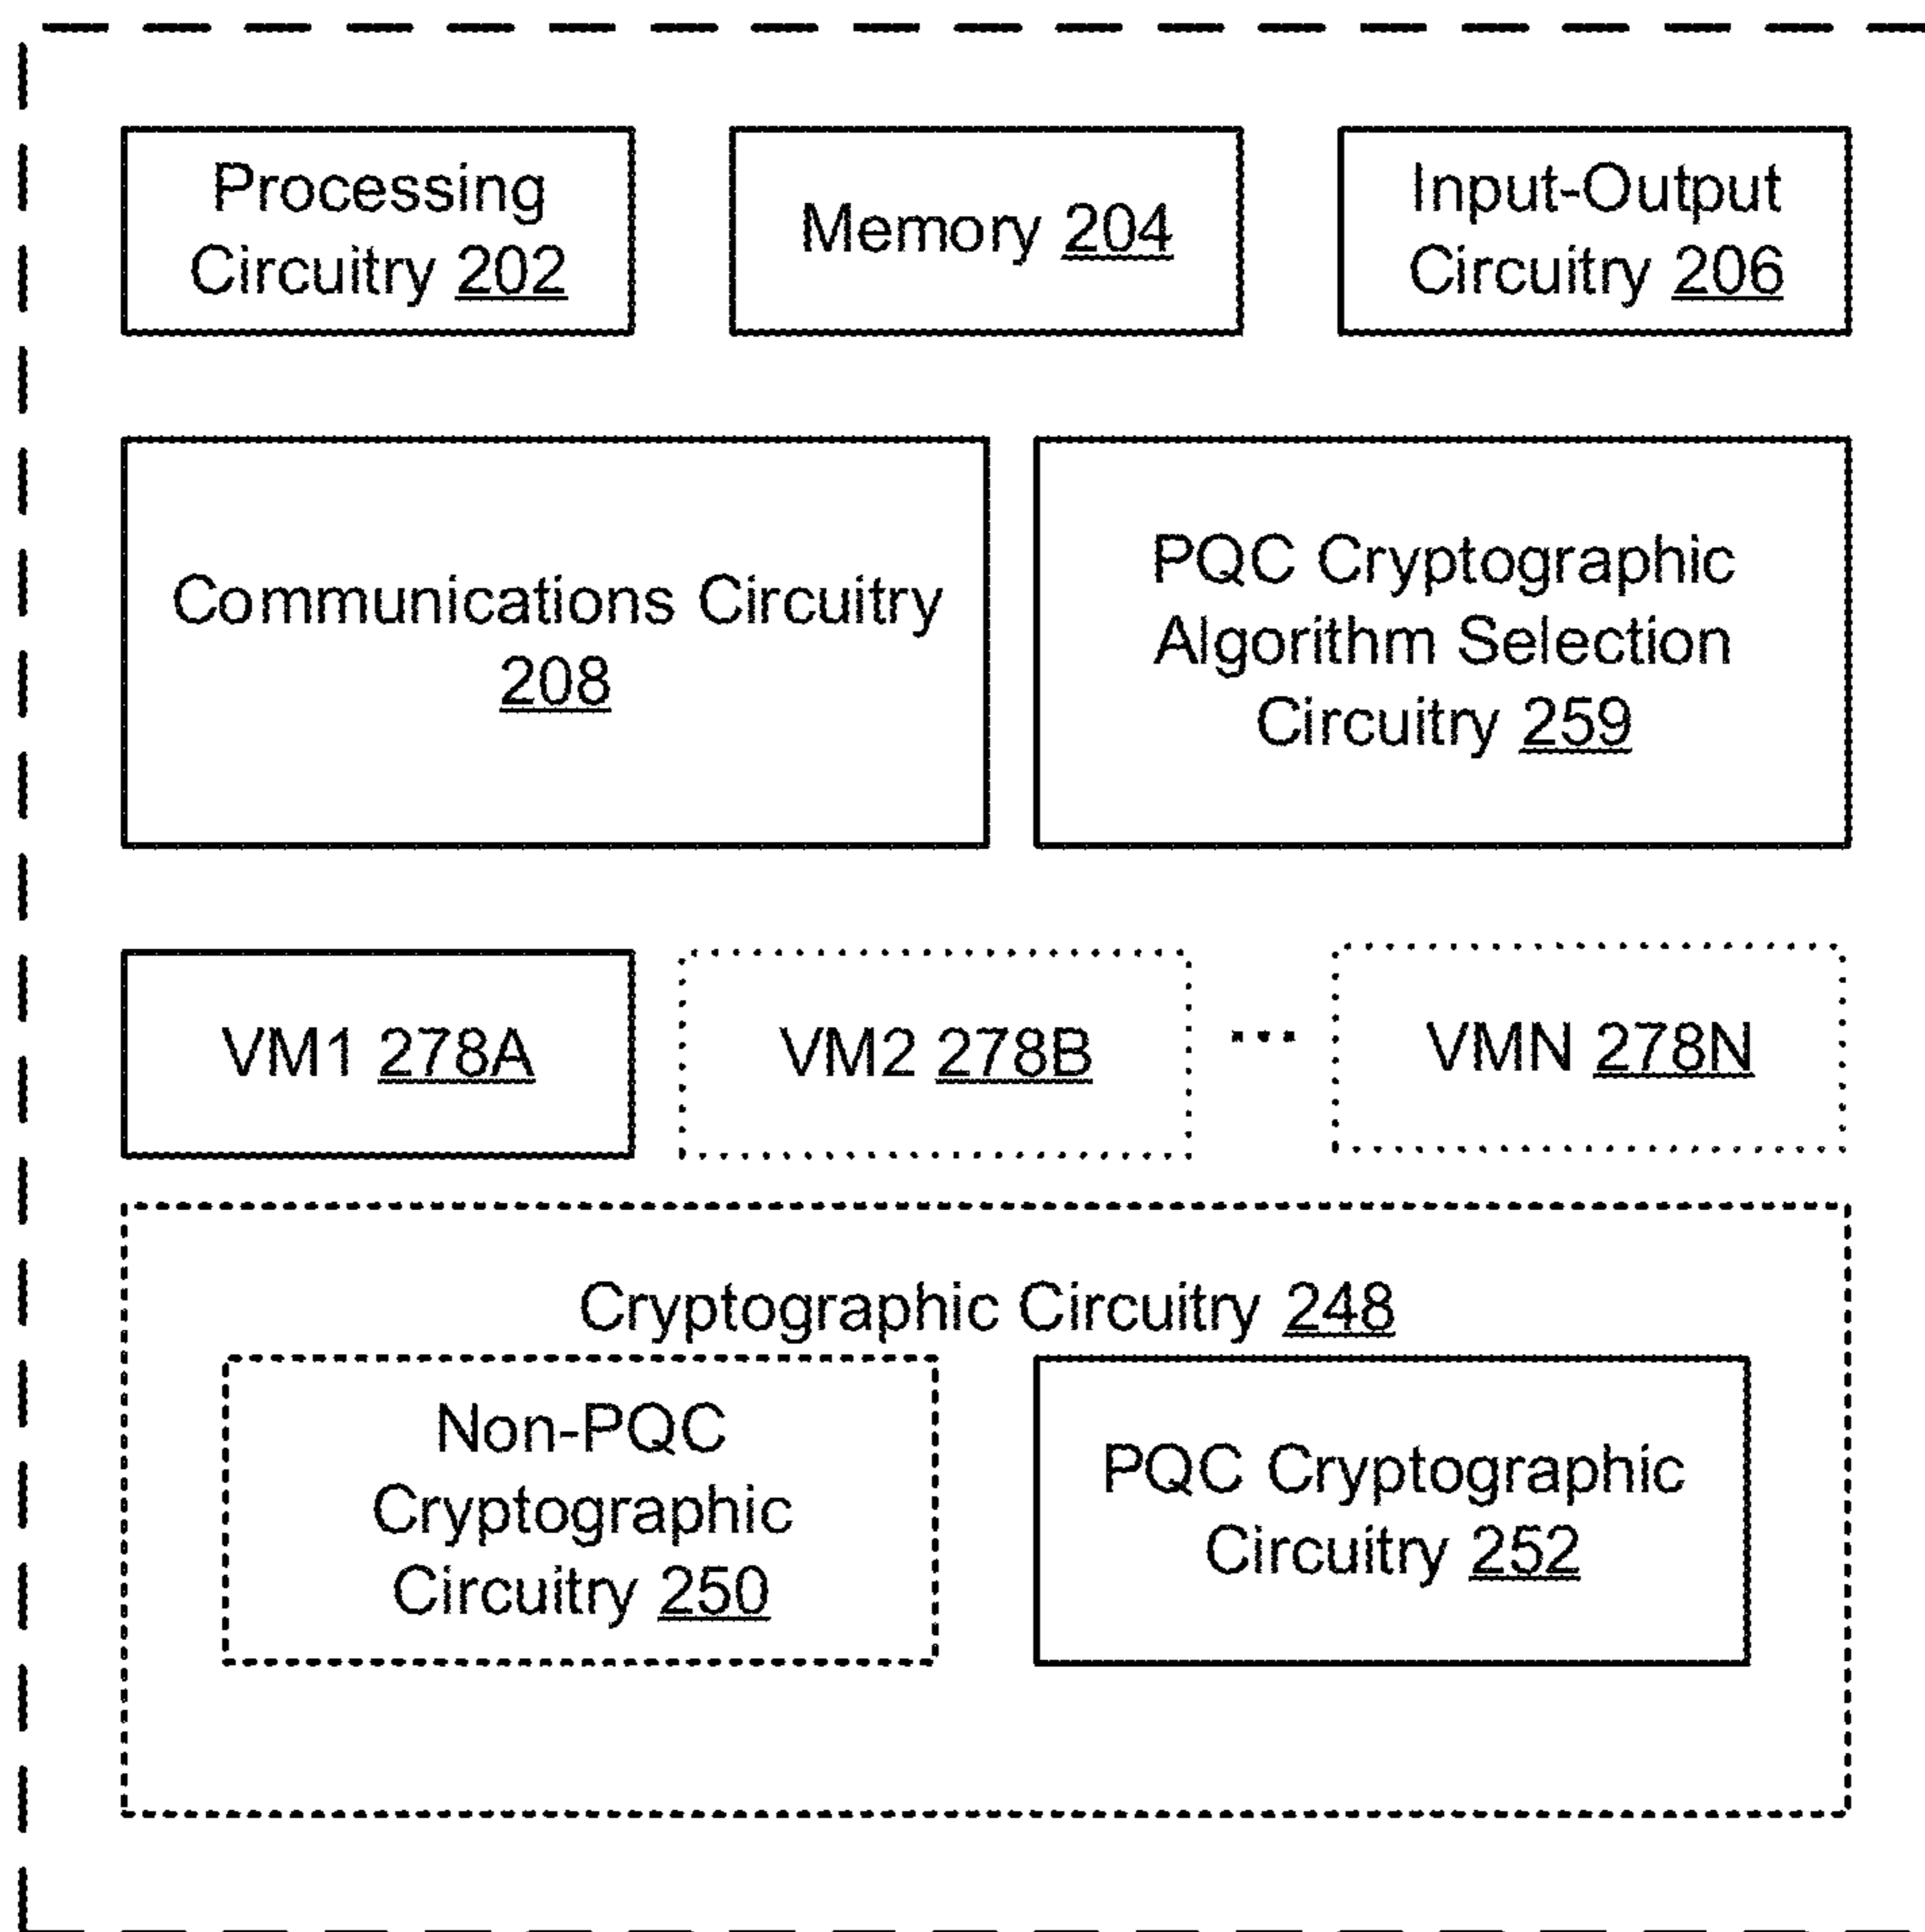 Processing
Circuitry 202
Memory 204
Input-Output
Circuitry 206
Communications Circuitry
208
PQC Cryptographic
Algorithm Selection
Circuitry 259
VM1 278A
VM2 278B
...
VMN 278N
Cryptographic Circuitry 248
Non-PQC
Cryptographic
Circuitry 250
PQC Cryptographic
Circuitry 252